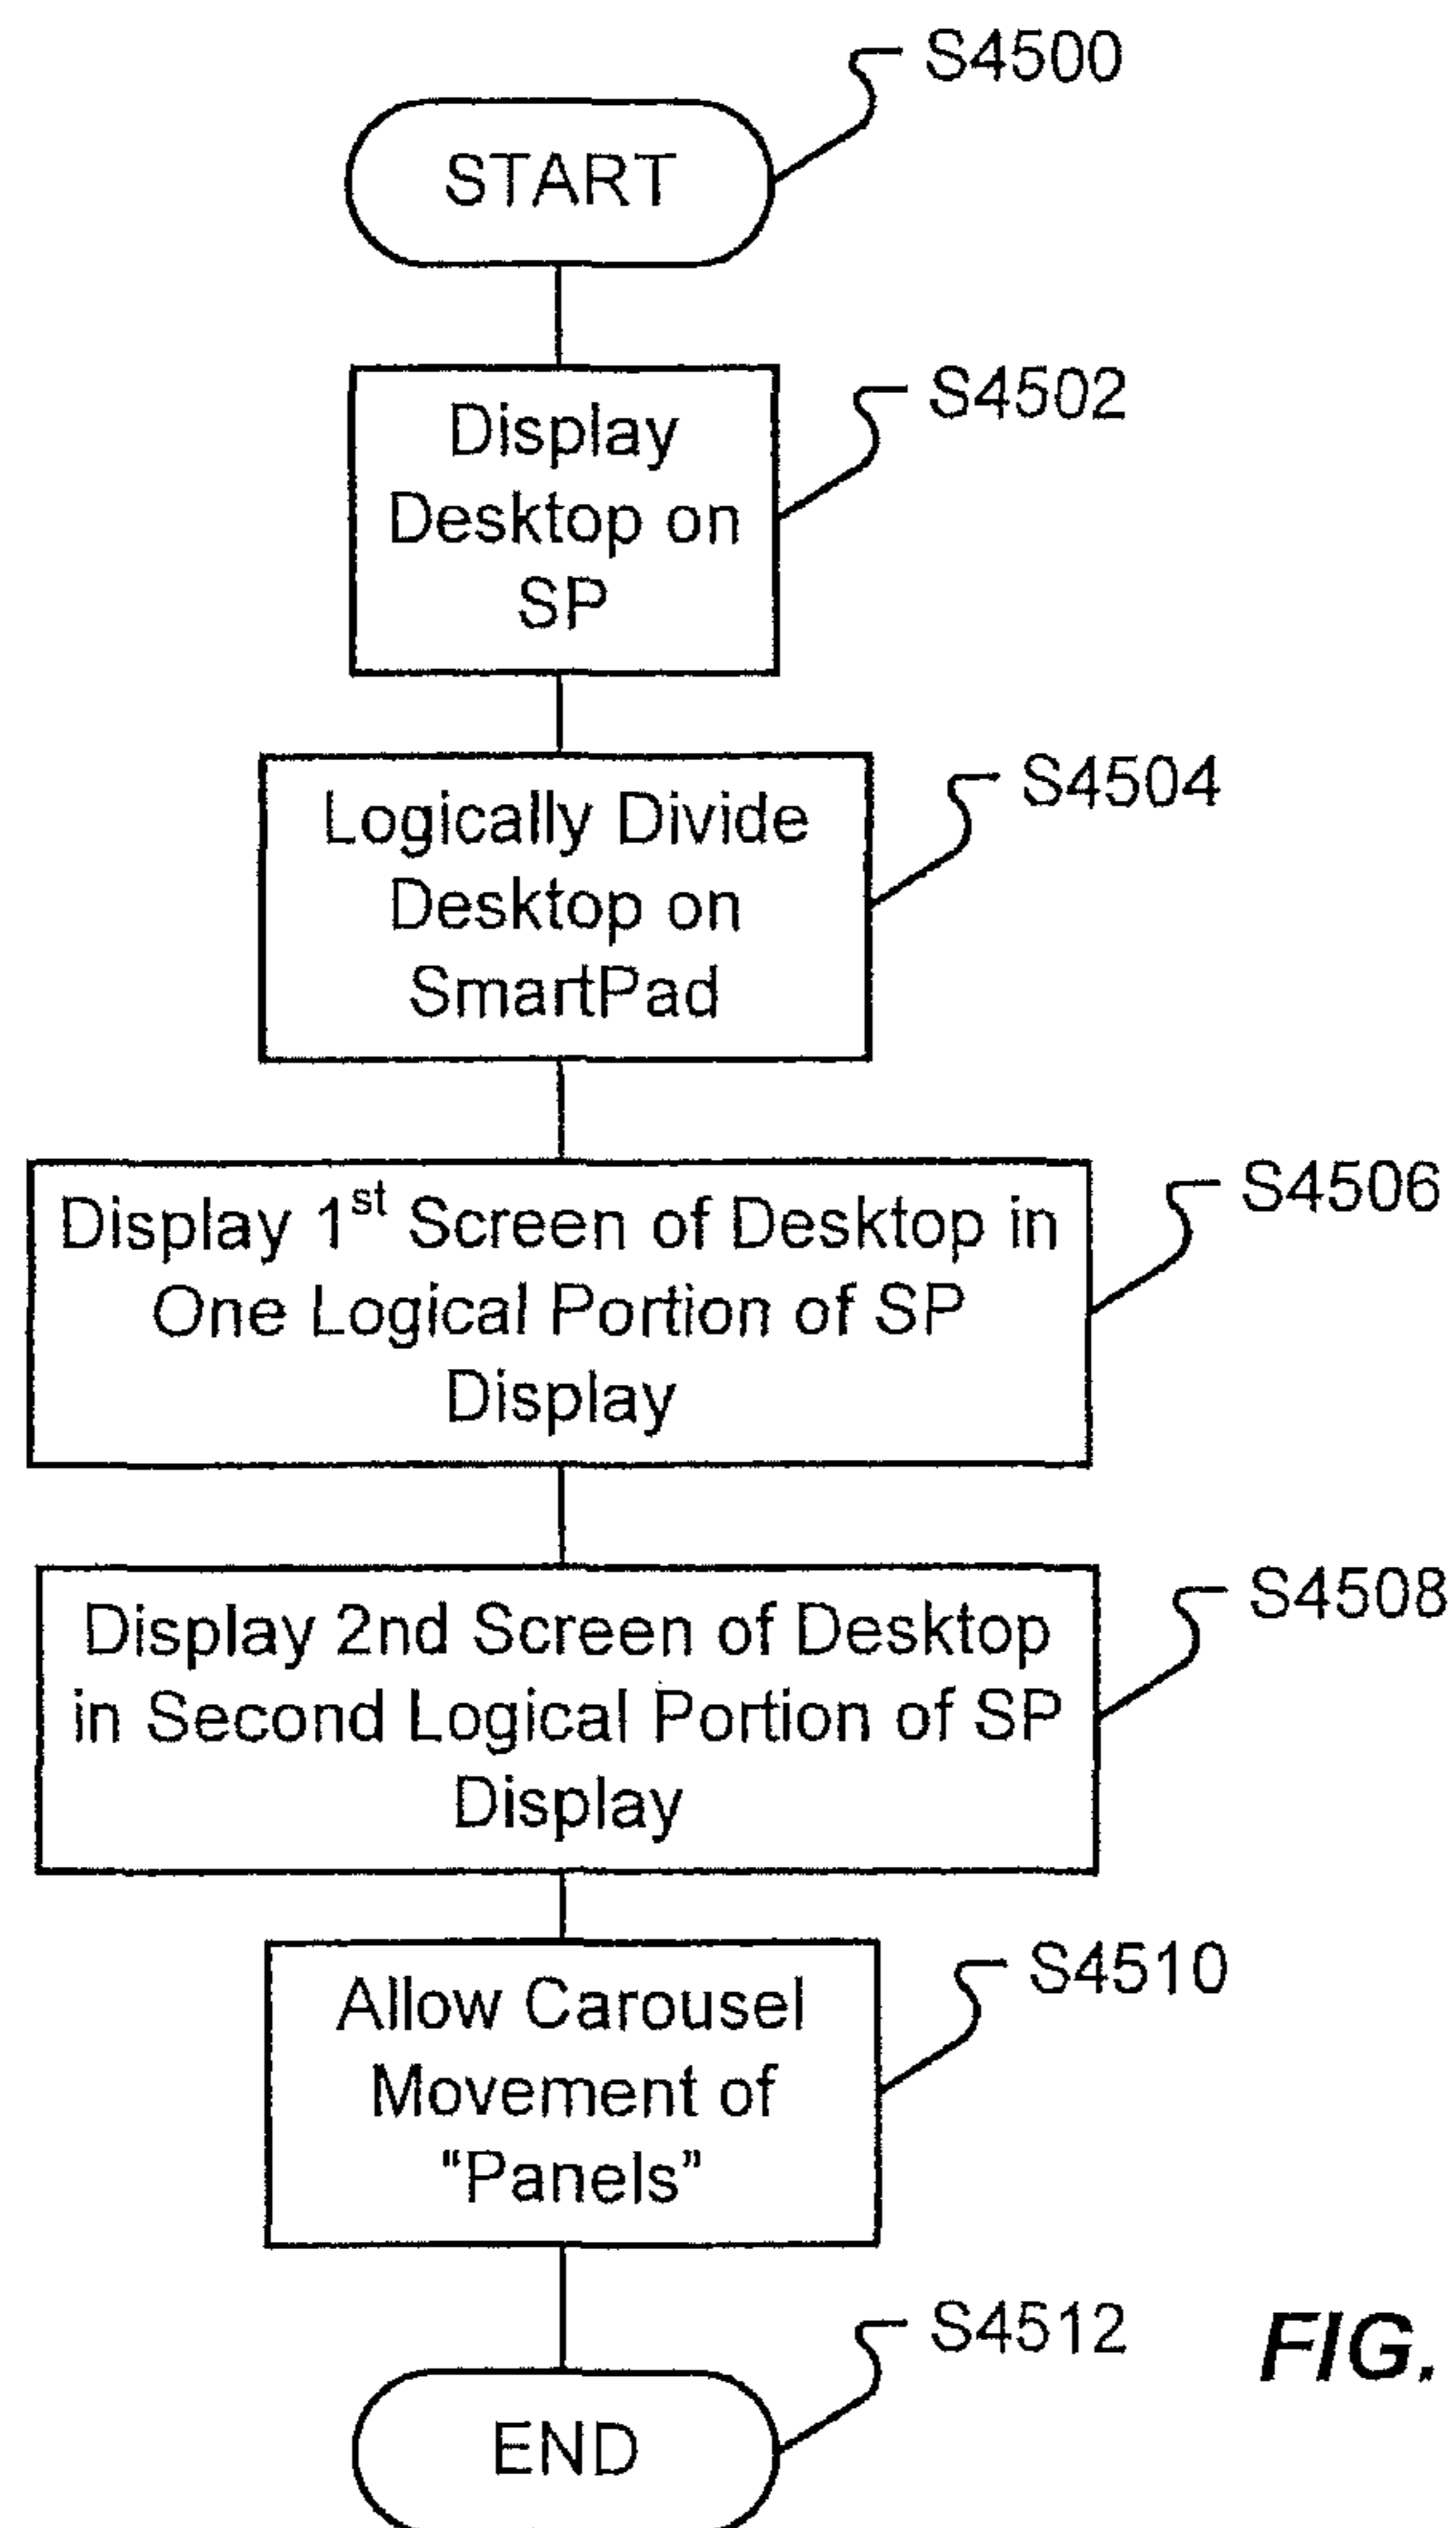 S4500
START
S4502
Display
Desktop on
SP
S4504
Logically Divide
Desktop on
SmartPad
S4506
Display 1st Screen of Desktop in
One Logical Portion of SP
Display
S4508
Display 2nd Screen of Desktop
in Second Logical Portion of SP
Display
S4510
Allow Carousel
Movement of
“Panels”
S4512
END
FIG.